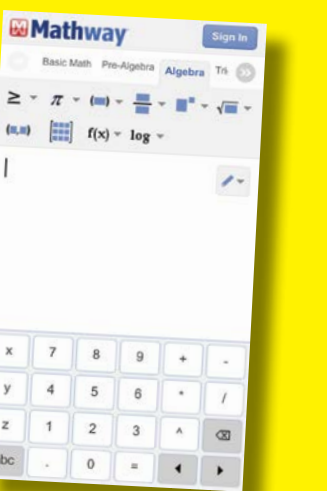 Mathway Sign In
Basic Math Pre-Algebra Algebra Tri
≥ π (■) √
(■,■) f(x) log
x 7 8 9 + -
y 4 5 6 * /
z 1 2 3 ^
bc . 0 =